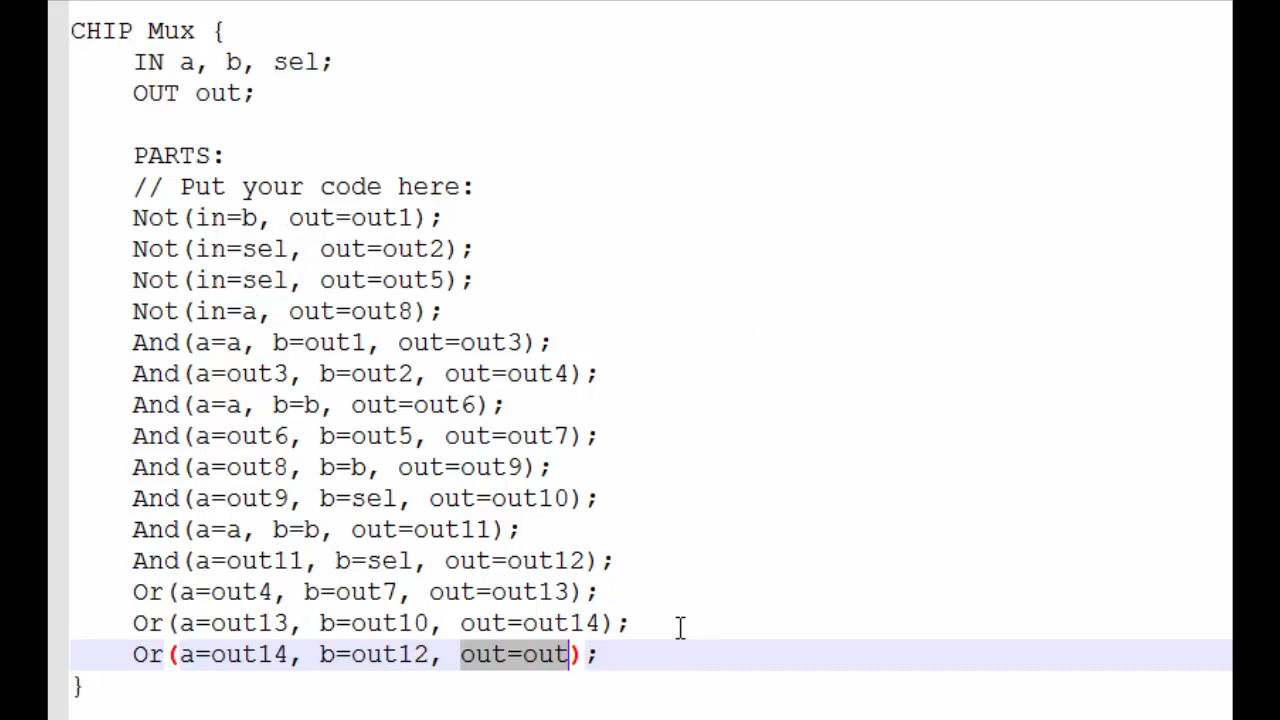 CHIP Mux {
    IN a, b, sel;
    OUT out;

    PARTS:
    // Put your code here:
    Not(in=b, out=out1);
    Not(in=sel, out=out2);
    Not(in=sel, out=out5);
    Not(in=a, out=out8);
    And(a=a, b=out1, out=out3);
    And(a=out3, b=out2, out=out4);
    And(a=a, b=b, out=out6);
    And(a=out6, b=out5, out=out7);
    And(a=out8, b=b, out=out9);
    And(a=out9, b=sel, out=out10);
    And(a=a, b=b, out=out11);
    And(a=out11, b=sel, out=out12);
    Or(a=out4, b=out7, out=out13);
    Or(a=out13, b=out10, out=out14);
    Or(a=out14, b=out12, out=out);
}